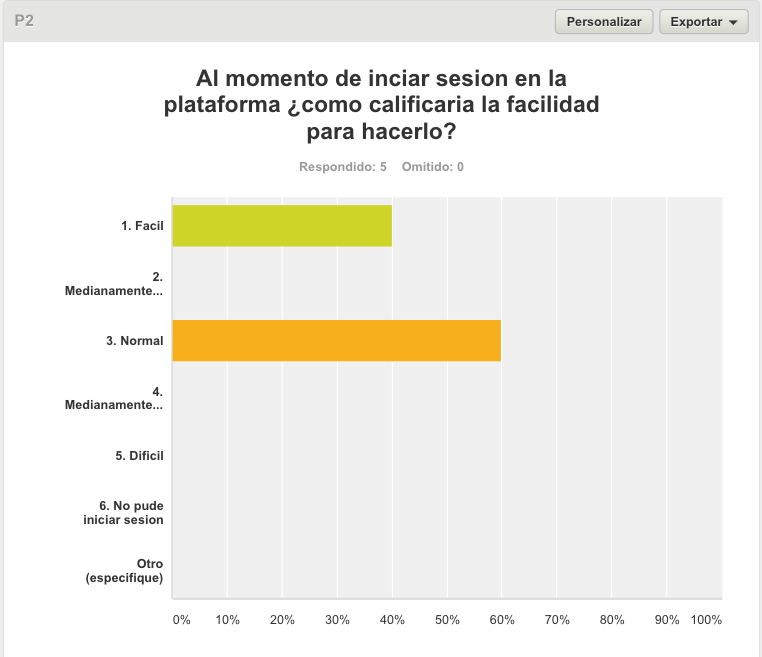 P2
Personalizar
Exportar
Al momento de inciar sesion en la
plataforma ¿como calificaria la facilidad
para hacerlo?
Respondido: 5 Omitido: 0
1. Facil
2.
Medianamente...
3. Normal
4.
Medianamente...
5. Dificil
6. No pude
iniciar sesion
Otro
(especifique)
0% 10% 20% 30% 40% 50% 60% 70% 80% 90% 100%